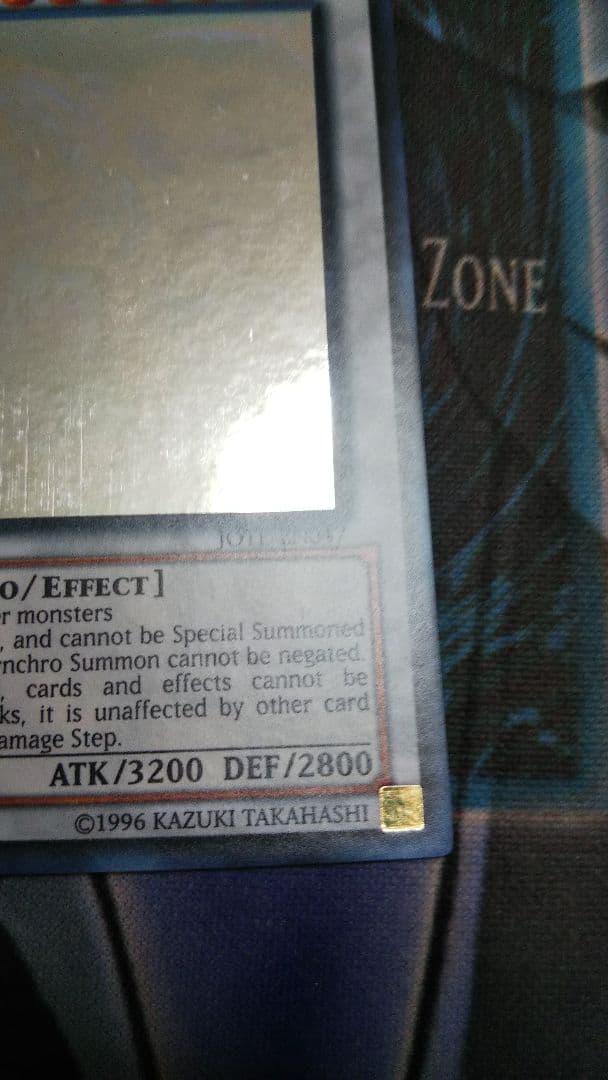 ZONE
O/EFFECT]
r monsters
, and cannot be Special Summoned
nchro Summon cannot be negated.
, cards and effects cannot be
ks, it is unaffected by other card
amage Step.
ATK/3200 DEF/2800
©1996 KAZUKI TAKAHASHI